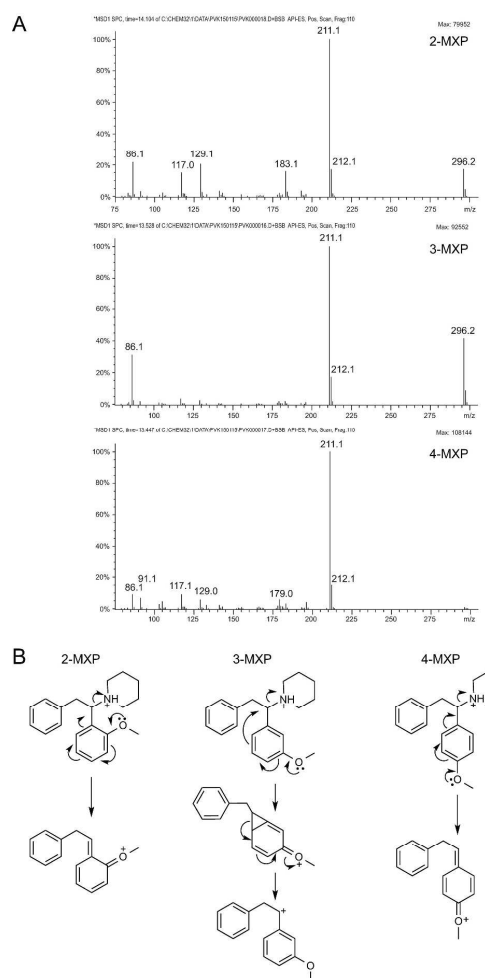 A
*MSD1 SPC, time=14.104 of C:\CHEM32\1\DATA\PVK150115\PVK000018.D+BSB API-ES, Pos, Scan, Frag:110 Max: 79952
100% 211.1 2-MXP
80%
60%
40%
20% 86.1 117.0 129.1 183.1 212.1 296.2
0%
75 100 125 150 175 200 225 250 275 m/z
*MSD1 SPC, time=13.528 of C:\CHEM32\1\DATA\PVK150115\PVK000016.D+BSB API-ES, Pos, Scan, Frag:110 Max: 92552
100% 211.1 3-MXP
80%
60%
40% 296.2
86.1
20% 212.1
0%
100 125 150 175 200 225 250 275 m/z
*MSD1 SPC, time=13.447 of C:\CHEM32\1\DATA\PVK150115\PVK000017.D+BSB API-ES, Pos, Scan, Frag:110 Max: 108144
100% 211.1 4-MXP
80%
60%
40%
20% 86.1 91.1 117.1 129.0 179.0 212.1
0%
100 125 150 175 200 225 250 275 m/z
B
2-MXP 3-MXP 4-MXP
NH + NH + N H +
O O O
O+ O + O+
+
O